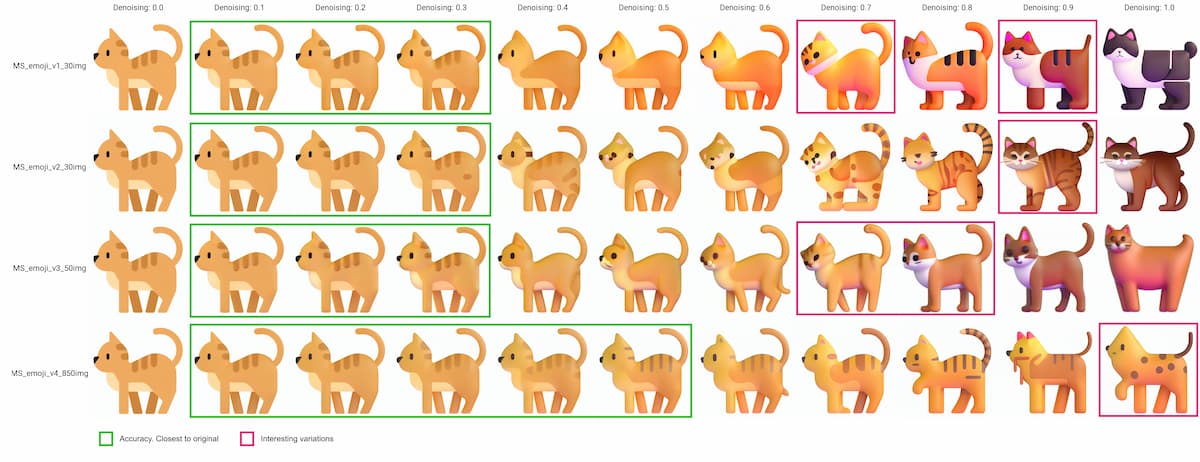 Denoising: 0.0 Denoising: 0.1 Denoising: 0.2 Denoising: 0.3 Denoising: 0.4 Denoising: 0.5 Denoising: 0.6 Denoising: 0.7 Denoising: 0.8 Denoising: 0.9 Denoising: 1.0
MS_emoji_v1_30img
MS_emoji_v2_30img
MS_emoji_v3_50img
MS_emoji_v4_850img
Accuracy. Closest to original Interesting variations